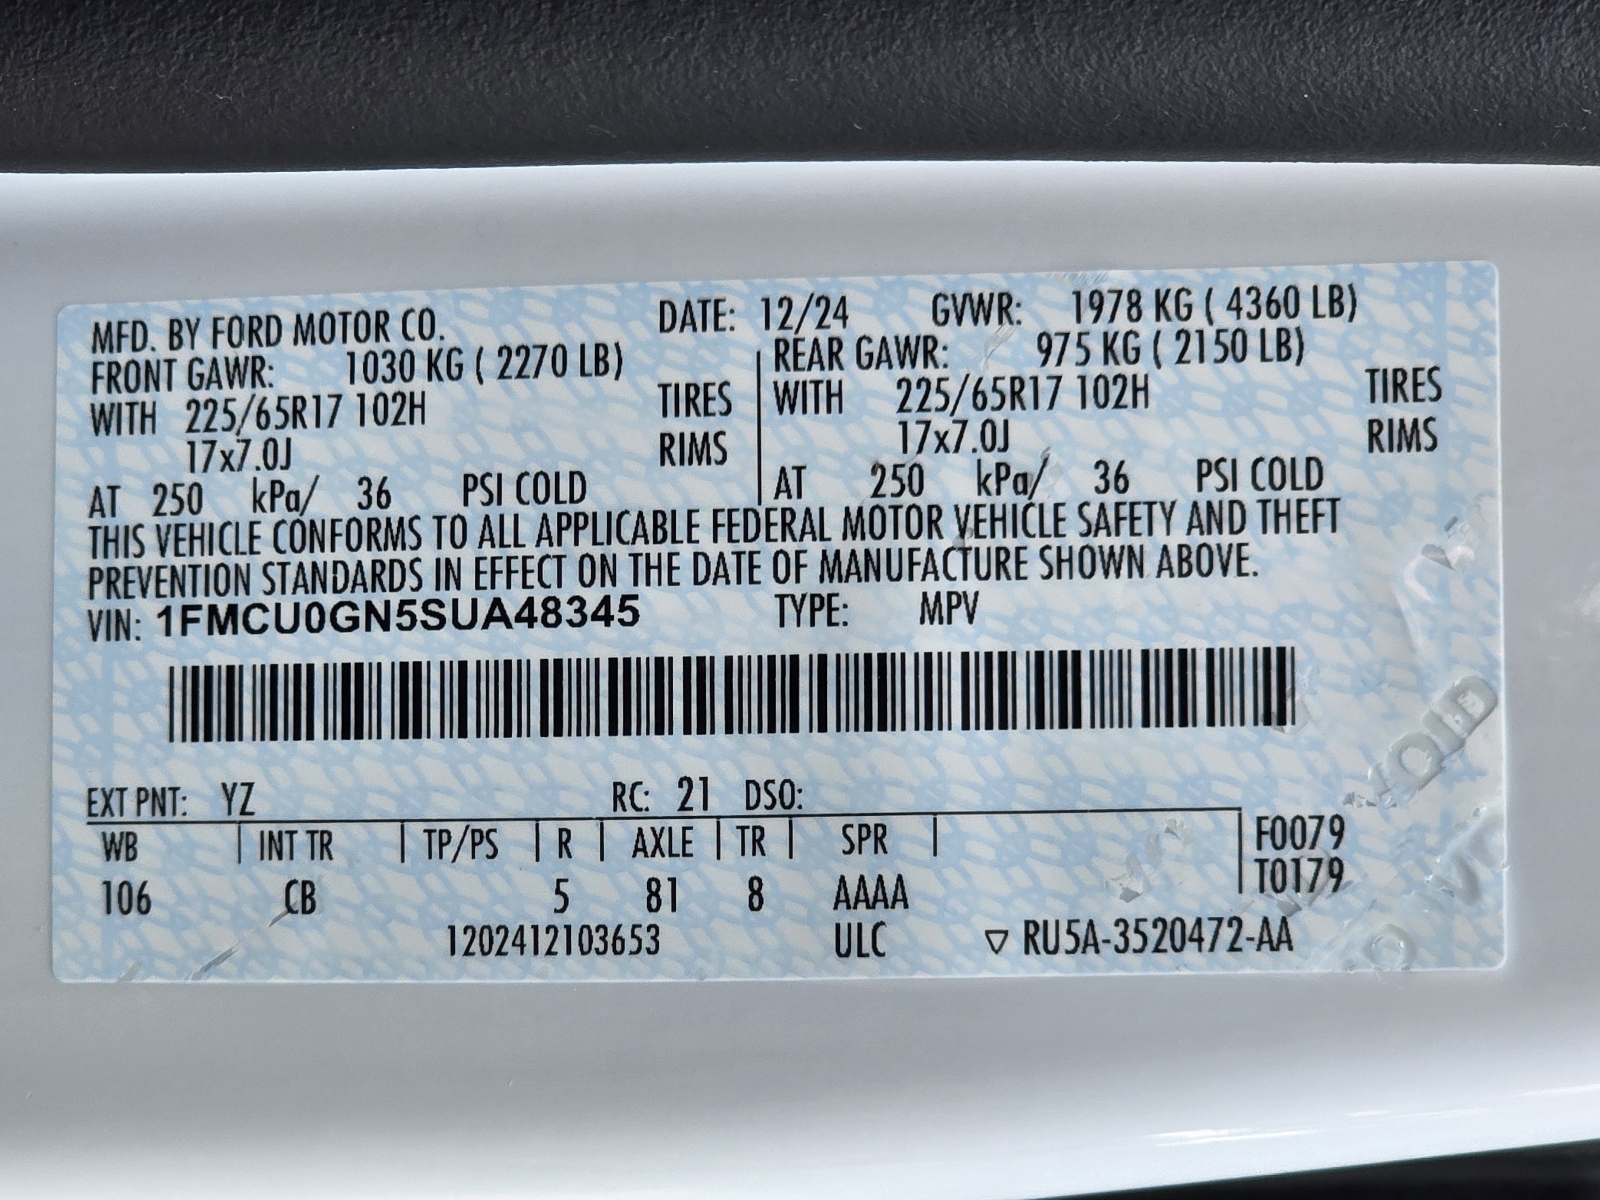 MFD. BY FORD MOTOR CO. DATE: 12/24 GVWR: 1978 KG ( 4360 LB)
FRONT GAWR: 1030 KG ( 2270 LB) REAR GAWR: 975 KG ( 2150 LB)
WITH 225/65R17 102H TIRES WITH 225/65R17 102H TIRES
17x7.0J RIMS 17x7.0J RIMS
AT 250 kPa/ 36 PSI COLD AT 250 kPa/ 36 PSI COLD
THIS VEHICLE CONFORMS TO ALL APPLICABLE FEDERAL MOTOR VEHICLE SAFETY AND THEFT
PREVENTION STANDARDS IN EFFECT ON THE DATE OF MANUFACTURE SHOWN ABOVE.
VIN: 1FMCU0GN5SUA48345 TYPE: MPV
EXT PNT: YZ RC: 21 DSO:
WB INT TR TP/PS R AXLE TR SPR F0079
T0179
106 CB 5 81 8 AAAA
1202412103653 ULC ▽ RU5A-3520472-AA
VOID